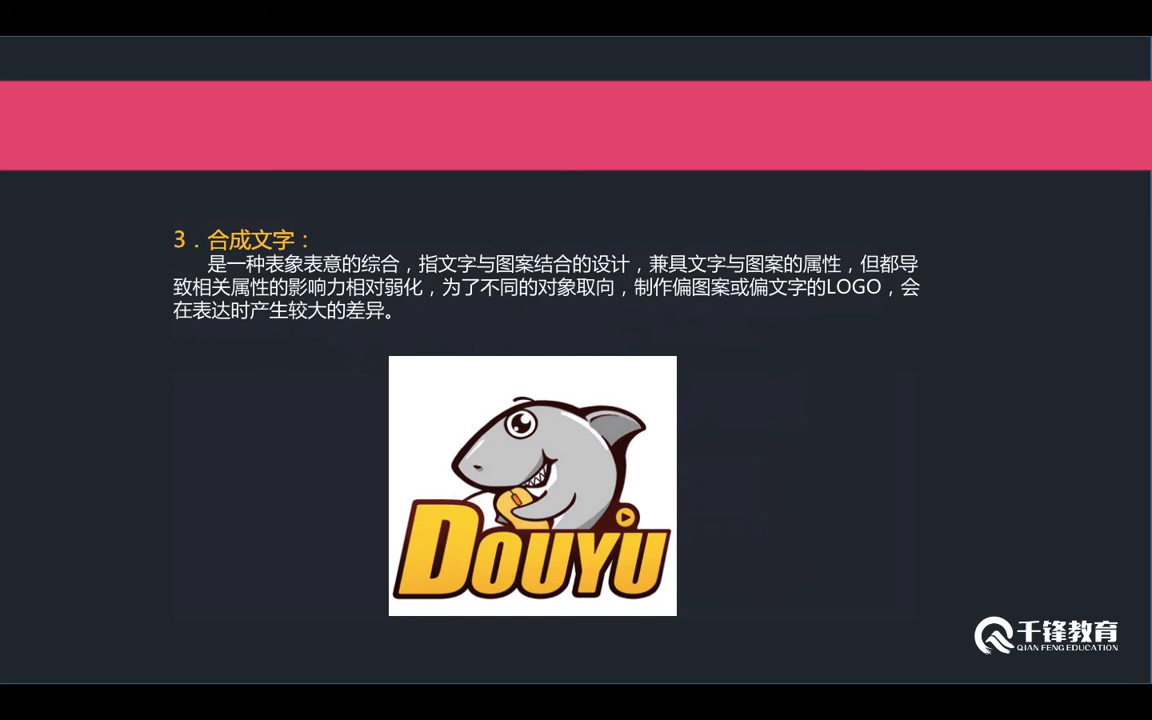 3．合成文字：
是一种表象表意的综合，指文字与图案结合的设计，兼具文字与图案的属性，但都导
致相关属性的影响力相对弱化，为了不同的对象取向，制作偏图案或偏文字的LOGO，会
在表达时产生较大的差异。
DOUYU
千锋教育
QIAN FENG EDUCATION